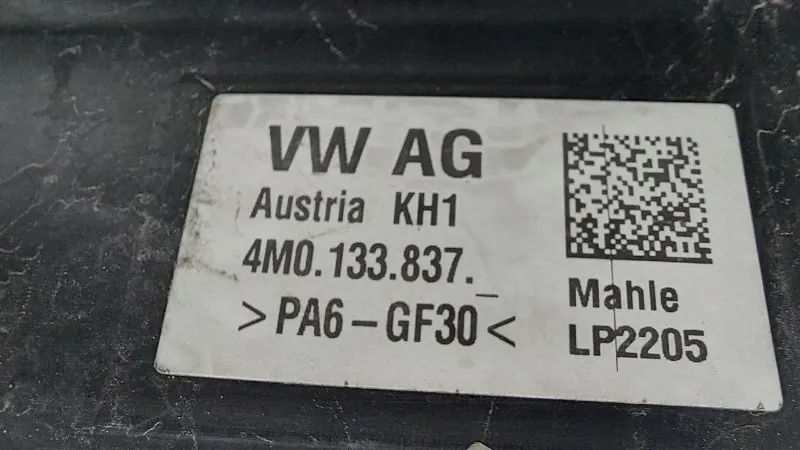 VW AG
Austria KH1
4M0.133.837._
>PA6-GF30<
Mahle
LP2205